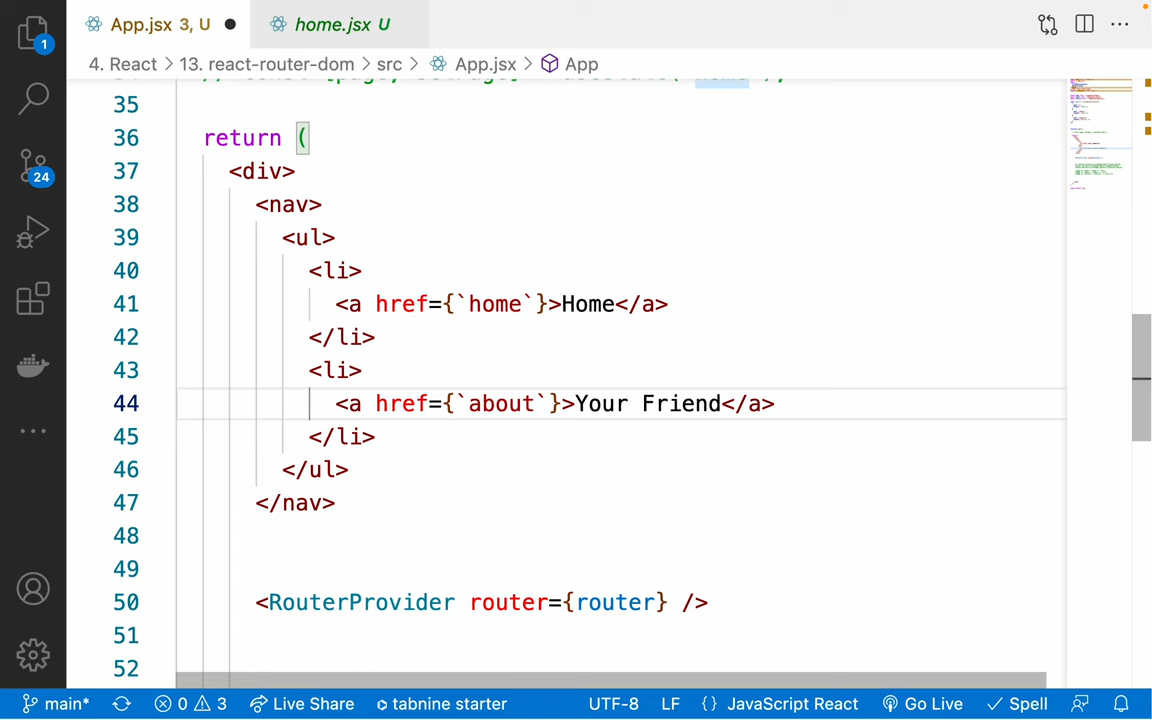 App.jsx 3, U ● home.jsx U
4. React > 13. react-router-dom > src > App.jsx > App
35
36 return (
37 <div>
38 <nav>
39 <ul>
40 <li>
41 <a href={`home`}>Home</a>
42 </li>
43 <li>
44 <a href={`about`}>Your Friend</a>
45 </li>
46 </ul>
47 </nav>
48
49
50 <RouterProvider router={router} />
51
52
1
24
main* 0 3 Live Share tabnine starter UTF-8 LF {} JavaScript React Go Live Spell